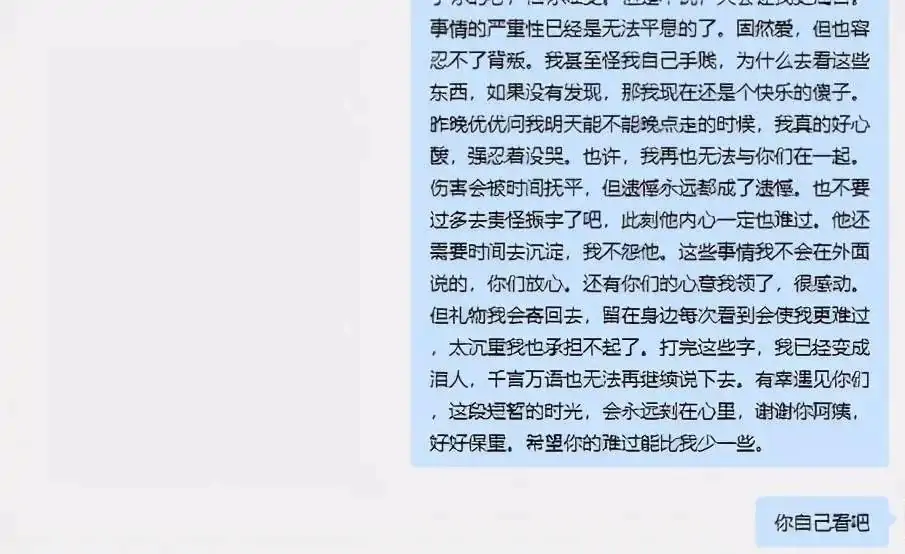 事情的严重性已经是无法平息的了。固然爱，但也容
忍不了背叛。我甚至怪我自己手贱，为什么去看这些
东西，如果没有发现，那我现在还是个快乐的傻子。
昨晚优优问我明天能不能晚点走的时候，我真的好心
酸，强忍着没哭。也许，我再也无法与你们在一起。
伤害会被时间抚平，但遗憾永远都成了遗憾。也不要
过多去责怪振宇了吧，此刻他内心一定也难过。他还
需要时间去沉淀，我不怨他。这些事情我不会在外面
说的，你们放心。还有你们的心意我领了，很感动。
但礼物我会寄回去，留在身边每次看到会使我更难过
，太沉重我也承担不起了。打完这些字，我已经变成
泪人，千言万语也无法再继续说下去。有幸遇见你们
，这段短暂的时光，会永远刻在心里，谢谢你阿姨，
好好保重。希望你的难过能比我少一些。
你自己看吧